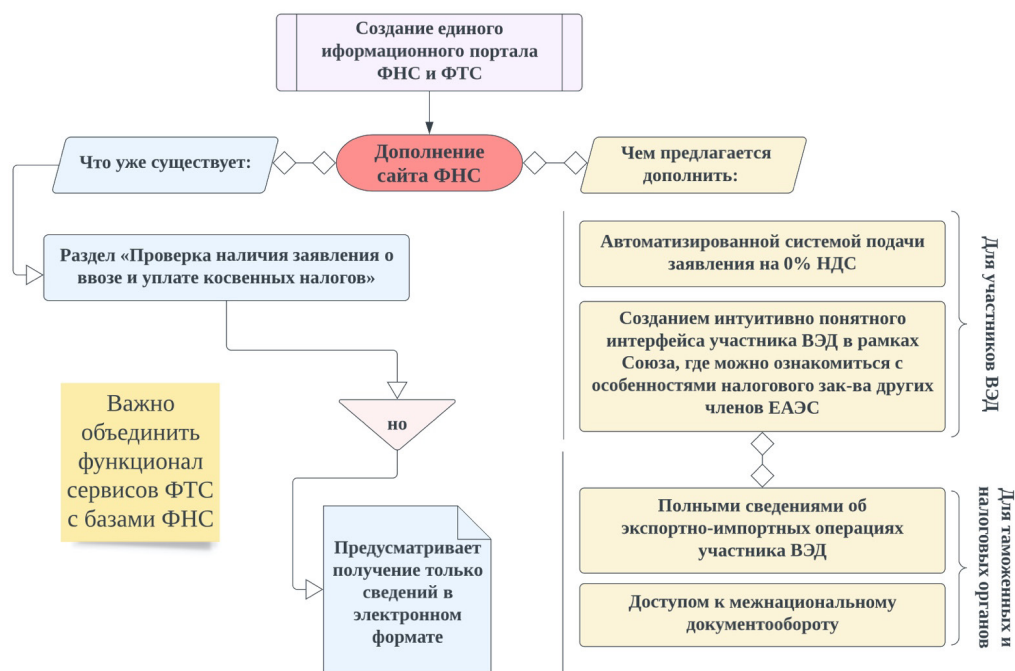 Создание единого
иформационного портала
ФНС и ФТС
Что уже существует:
Дополнение
сайта ФНС
Чем предлагается
дополнить:
Раздел «Проверка наличия заявления о
ввозе и уплате косвенных налогов»
но
Предусматривает
получение только
сведений в
электронном
формате
Важно
объединить
функционал
сервисов ФТС
с базами ФНС
Автоматизированной системой подачи
заявления на 0% НДС
Созданием интуитивно понятного
интерфейса участника ВЭД в рамках
Союза, где можно ознакомиться с
особенностями налогового зак-ва других
членов ЕАЭС
Для участников ВЭД
Полными сведениями об
экспортно-импортных операциях
участника ВЭД
Доступом к межнациональному
документообороту
Для таможенных и
налоговых органов